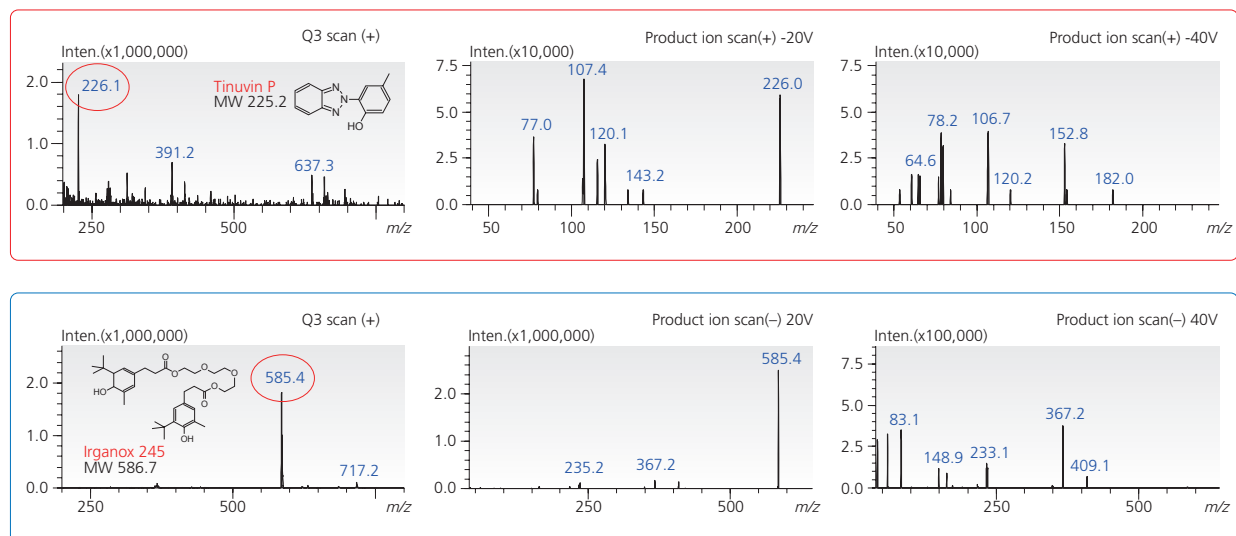 Q3 scan (+)
Inten.(x1,000,000)
2.0
1.0
0.0
226.1
391.2
637.3
Tinuvin P
MW 225.2
N
N
N
HO
250
500
m/z
Product ion scan(+) -20V
Inten.(x10,000)
7.5
5.0
2.5
0.0
77.0
107.4
120.1
143.2
226.0
50
100
150
200
m/z
Product ion scan(+) -40V
Inten.(x10,000)
7.5
5.0
2.5
0.0
64.6
78.2
106.7
120.2
152.8
182.0
50
100
150
200
m/z
Q3 scan (+)
Inten.(x1,000,000)
2.0
1.0
0.0
O
O
O
HO
O
O
O
OH
585.4
717.2
Irganox 245
MW 586.7
250
500
m/z
Product ion scan(–) 20V
Inten.(x1,000,000)
2.0
1.0
0.0
235.2
367.2
585.4
250
500
m/z
Product ion scan(–) 40V
Inten.(x100,000)
7.5
5.0
2.5
0.0
83.1
148.9
233.1
367.2
409.1
250
500
m/z